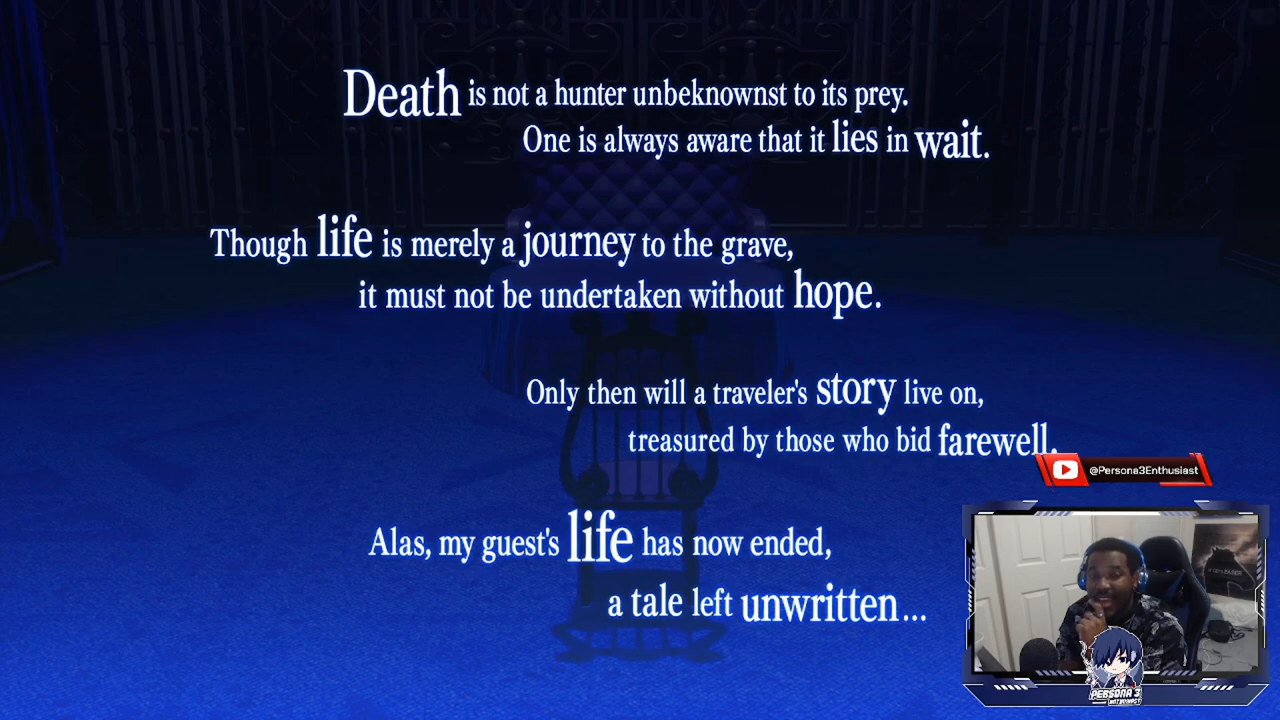 Death is not a hunter unbeknownst to its prey.
One is always aware that it lies in wait.
Though life is merely a journey to the grave,
it must not be undertaken without hope.
Only then will a traveler's story live on,
treasured by those who bid farewell.
@Persona3Enthusiast
Alas, my guest's life has now ended,
a tale left unwritten...
PERSONA 3
ENTHUSIAST